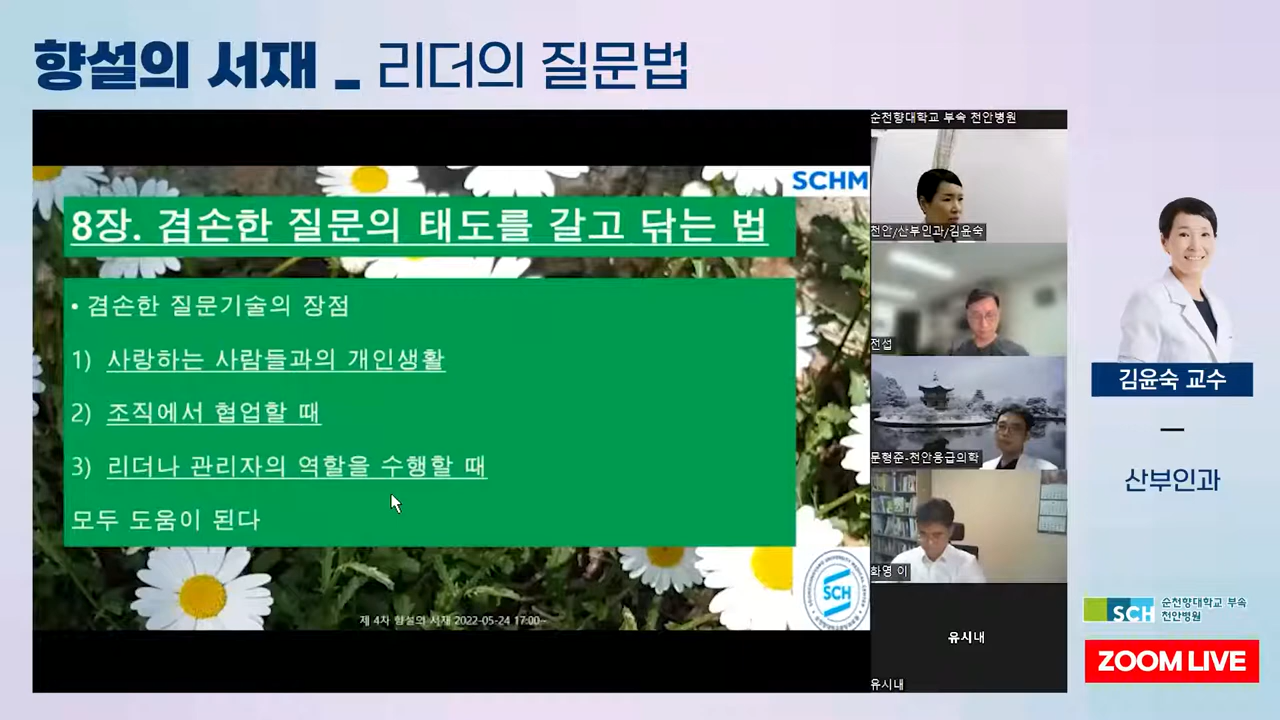 향설의 서재 _ 리더의 질문법
SCHM
8장. 겸손한 질문의 태도를 갈고 닦는 법
• 겸손한 질문기술의 장점
1) 사랑하는 사람들과의 개인생활
2) 조직에서 협업할 때
3) 리더나 관리자의 역할을 수행할 때
모두 도움이 된다
SCH
제 4차 향설의 서재 2022-05-24 17:00~
순천향대학교 부속 천안병원
천안/산부인과/김윤숙
전섭
문형준-천안응급의학
화영 이
유시내
유시내
김윤숙 교수
산부인과
SCH 순천향대학교 부속
천안병원
ZOOM LIVE